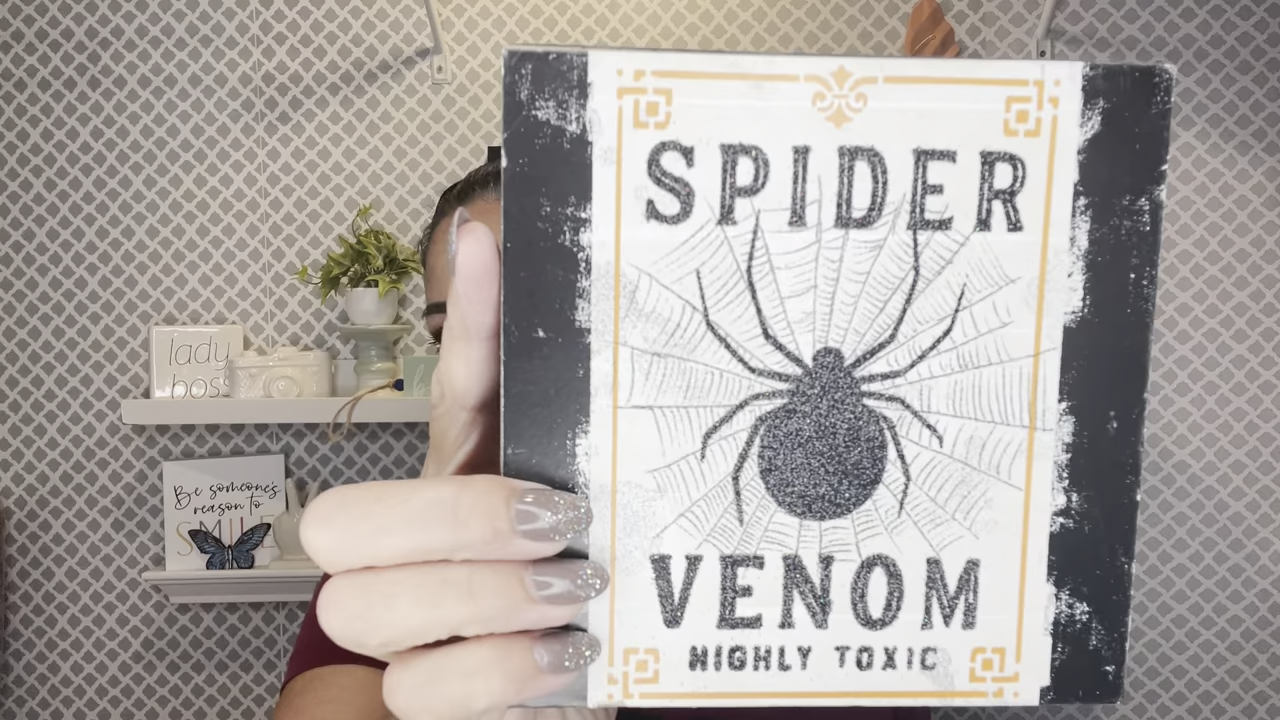 SPIDER
VENOM
HIGHLY TOXIC
lady
boss
Be someone's
reason to
SMILE